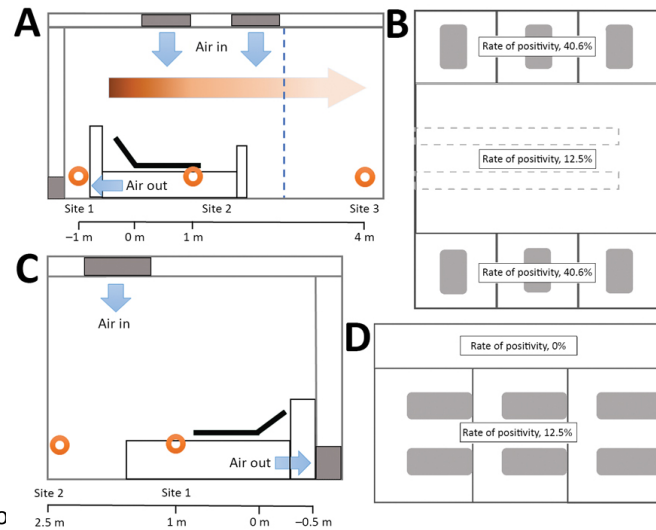 A
Air in
Air out
Site 1
Site 2
Site 3
−1 m
0 m
1 m
4 m
B
Rate of positivity, 40.6%
Rate of positivity, 12.5%
Rate of positivity, 40.6%
C
Air in
Air out
Site 2
Site 1
2.5 m
1 m
0 m
−0.5 m
D
Rate of positivity, 0%
Rate of positivity, 12.5%